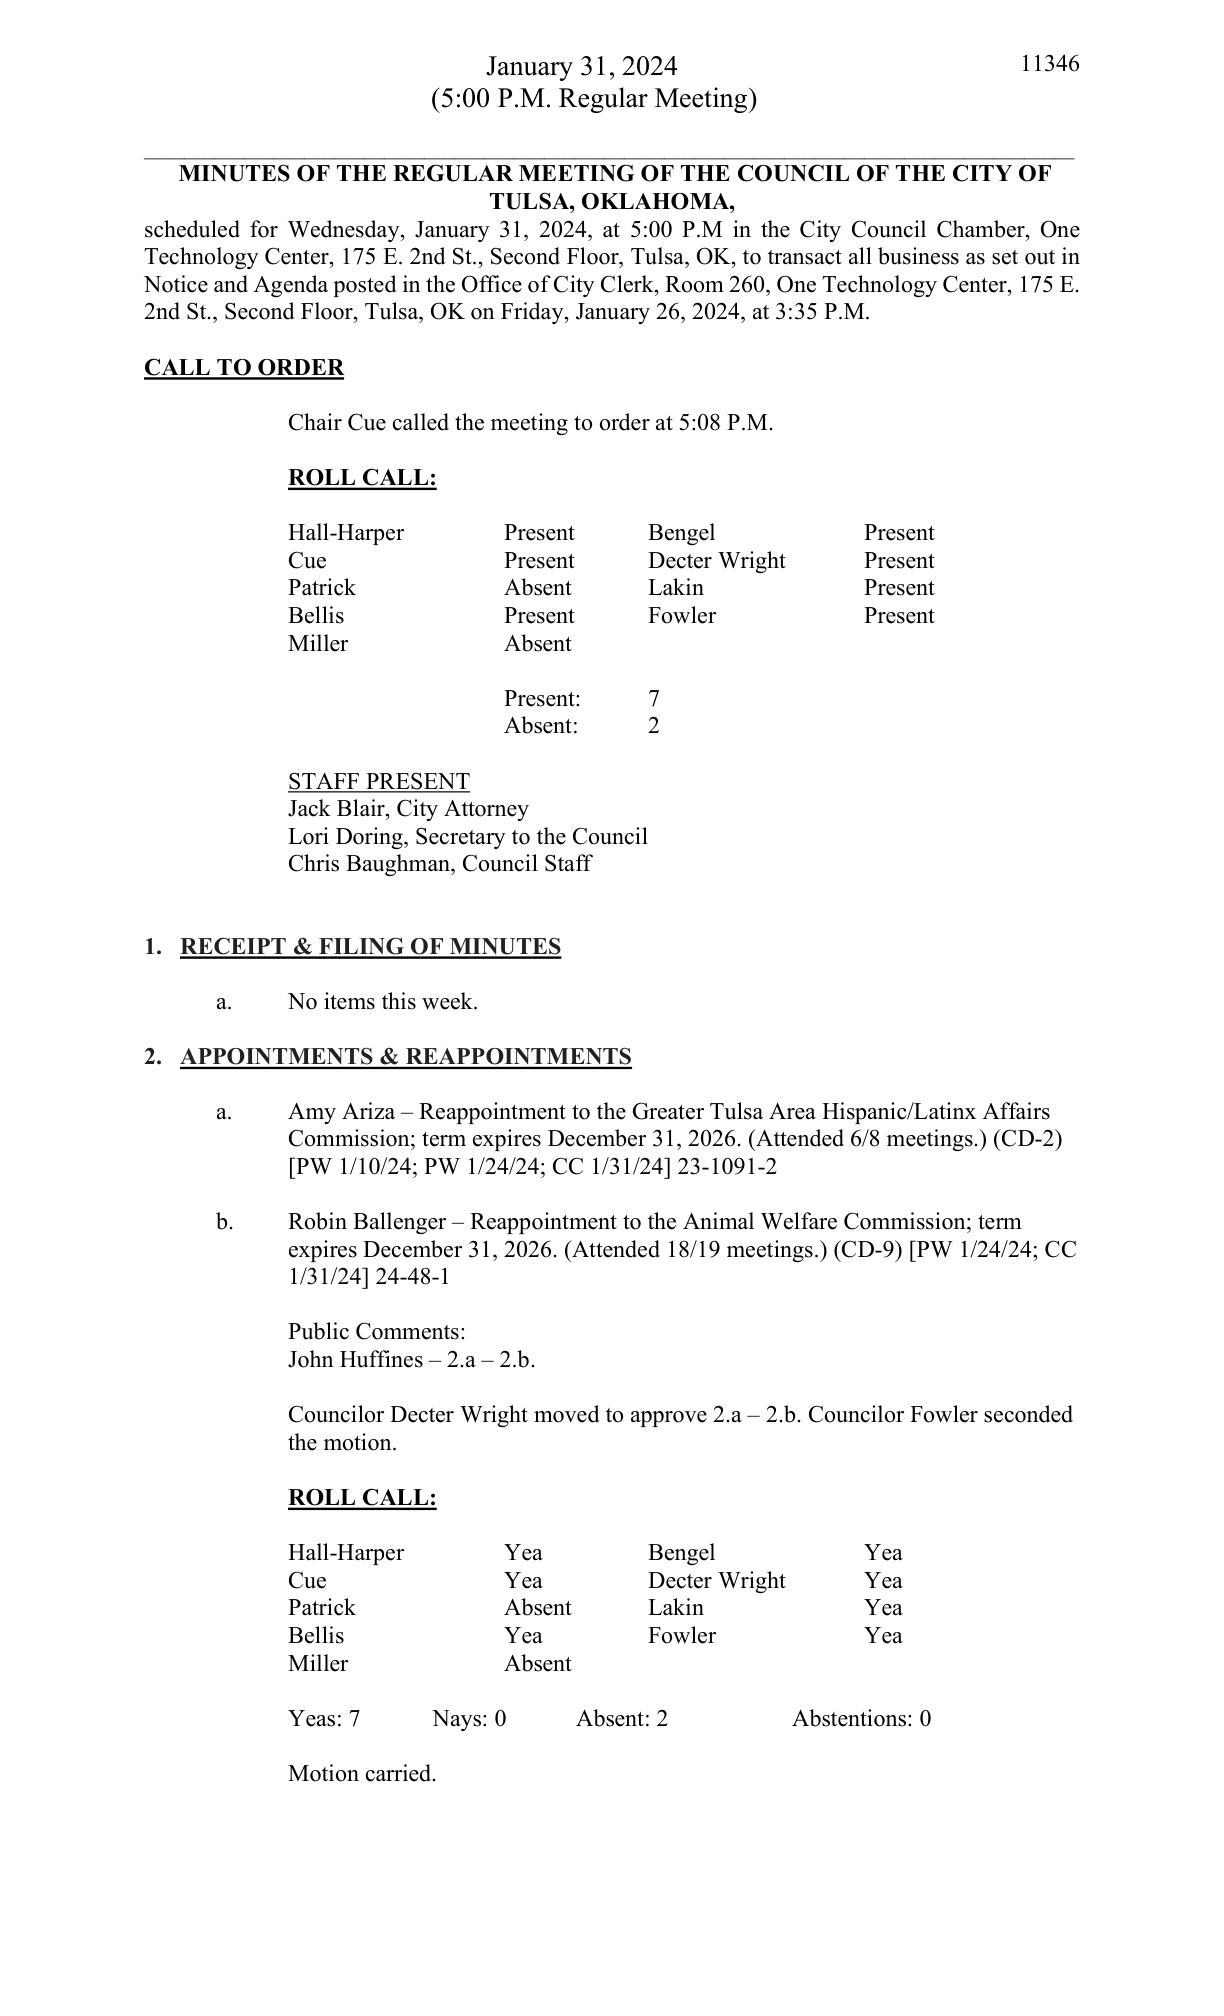 January 31, 2024 11346
(5:00 P.M. Regular Meeting)
MINUTES OF THE REGULAR MEETING OF THE COUNCIL OF THE CITY OF
TULSA, OKLAHOMA,
scheduled for Wednesday, January 31, 2024, at 5:00 P.M in the City Council Chamber, One
Technology Center, 175 E. 2nd St., Second Floor, Tulsa, OK, to transact all business as set out in
Notice and Agenda posted in the Office of City Clerk, Room 260, One Technology Center, 175 E.
2nd St., Second Floor, Tulsa, OK on Friday, January 26, 2024, at 3:35 P.M.
CALL TO ORDER
Chair Cue called the meeting to order at 5:08 P.M.
ROLL CALL:
Hall-Harper Present Bengel Present
Cue Present Decter Wright Present
Patrick Absent Lakin Present
Bellis Present Fowler Present
Miller Absent
Present: 7
Absent: 2
STAFF PRESENT
Jack Blair, City Attorney
Lori Doring, Secretary to the Council
Chris Baughman, Council Staff
1. RECEIPT & FILING OF MINUTES
a. No items this week.
2. APPOINTMENTS & REAPPOINTMENTS
a. Amy Ariza – Reappointment to the Greater Tulsa Area Hispanic/Latinx Affairs
Commission; term expires December 31, 2026. (Attended 6/8 meetings.) (CD-2)
[PW 1/10/24; PW 1/24/24; CC 1/31/24] 23-1091-2
b. Robin Ballenger – Reappointment to the Animal Welfare Commission; term
expires December 31, 2026. (Attended 18/19 meetings.) (CD-9) [PW 1/24/24; CC
1/31/24] 24-48-1
Public Comments:
John Huffines – 2.a – 2.b.
Councilor Decter Wright moved to approve 2.a – 2.b. Councilor Fowler seconded
the motion.
ROLL CALL:
Hall-Harper Yea Bengel Yea
Cue Yea Decter Wright Yea
Patrick Absent Lakin Yea
Bellis Yea Fowler Yea
Miller Absent
Yeas: 7 Nays: 0 Absent: 2 Abstentions: 0
Motion carried.